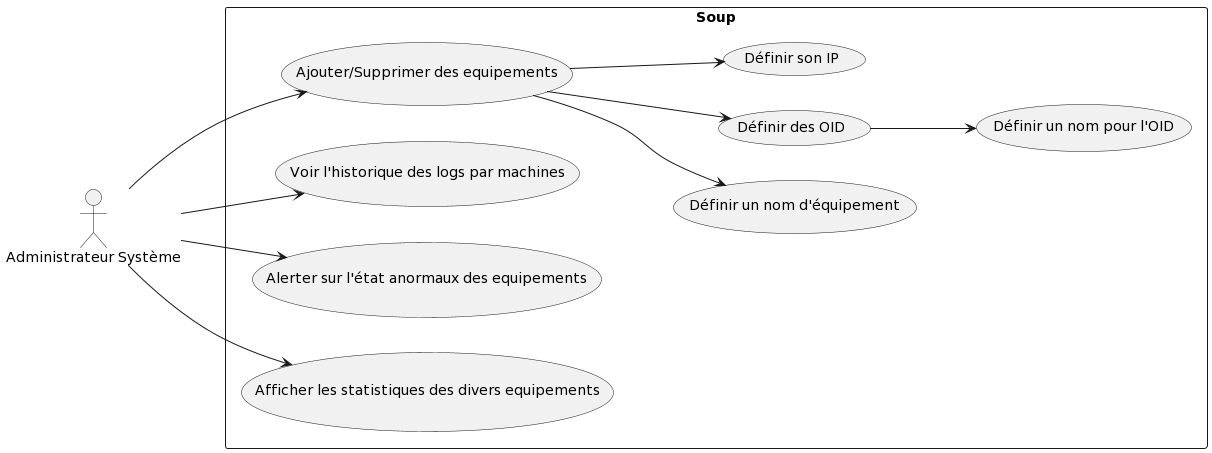 Soup
Ajouter/Supprimer des equipements
Définir son IP
Définir des OID
Définir un nom pour l'OID
Voir l'historique des logs par machines
Définir un nom d'équipement
Administrateur Système
Alerter sur l'état anormaux des equipements
Afficher les statistiques des divers equipements